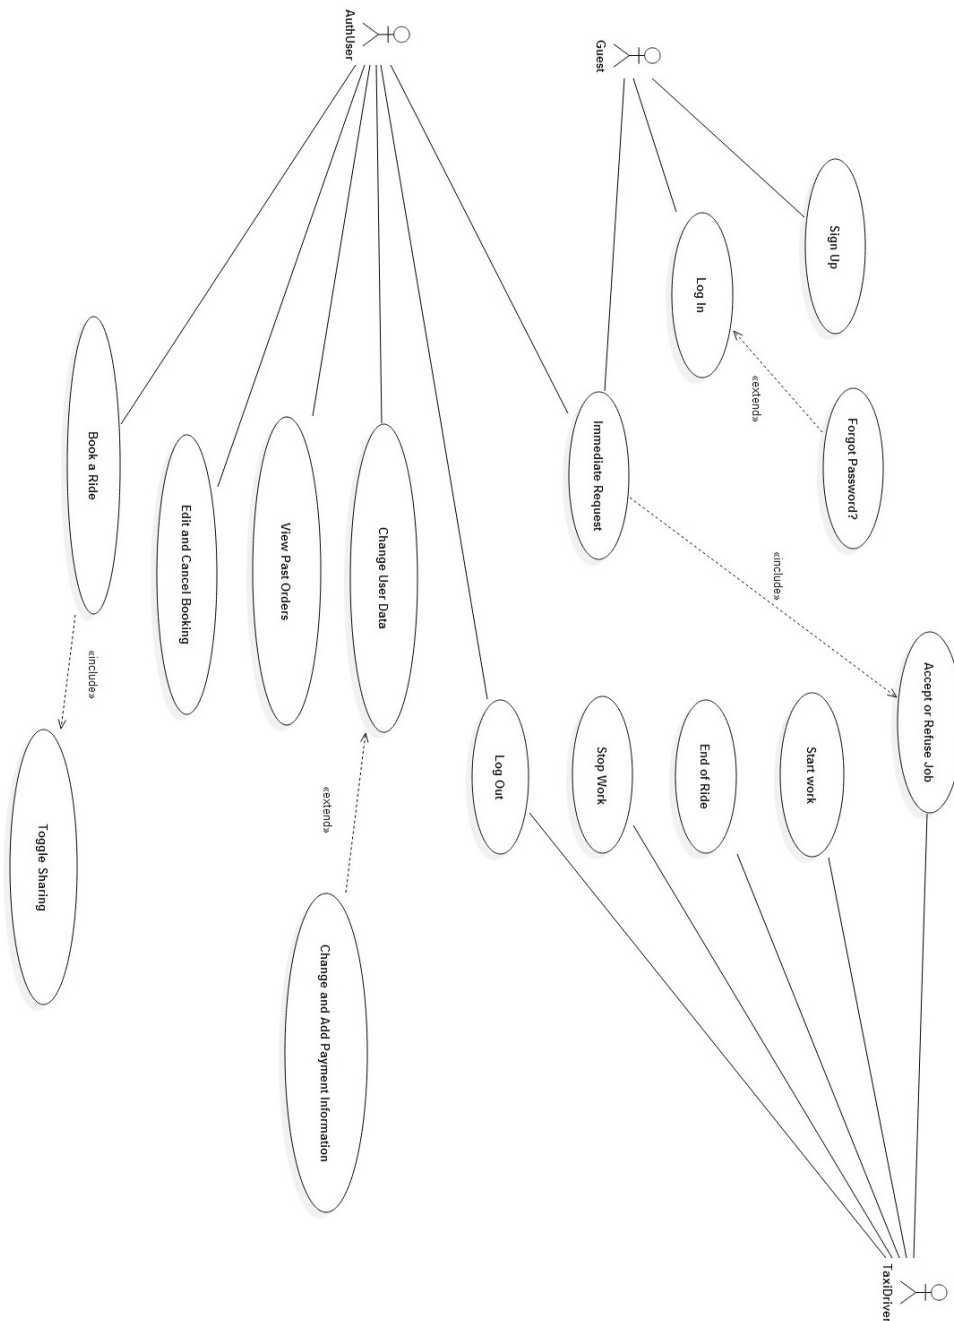 Accept or Refuse Job
TaxiDriver
Sign Up
Forgot Password?
Start work
«include»
«extend»
Log In
End of Ride
Guest
Immediate Request
Stop Work
Log Out
Change User Data
AuthUser
«extend»
Change and Add Payment Information
View Past Orders
Edit and Cancel Booking
Book a Ride
«include»
Toggle Sharing